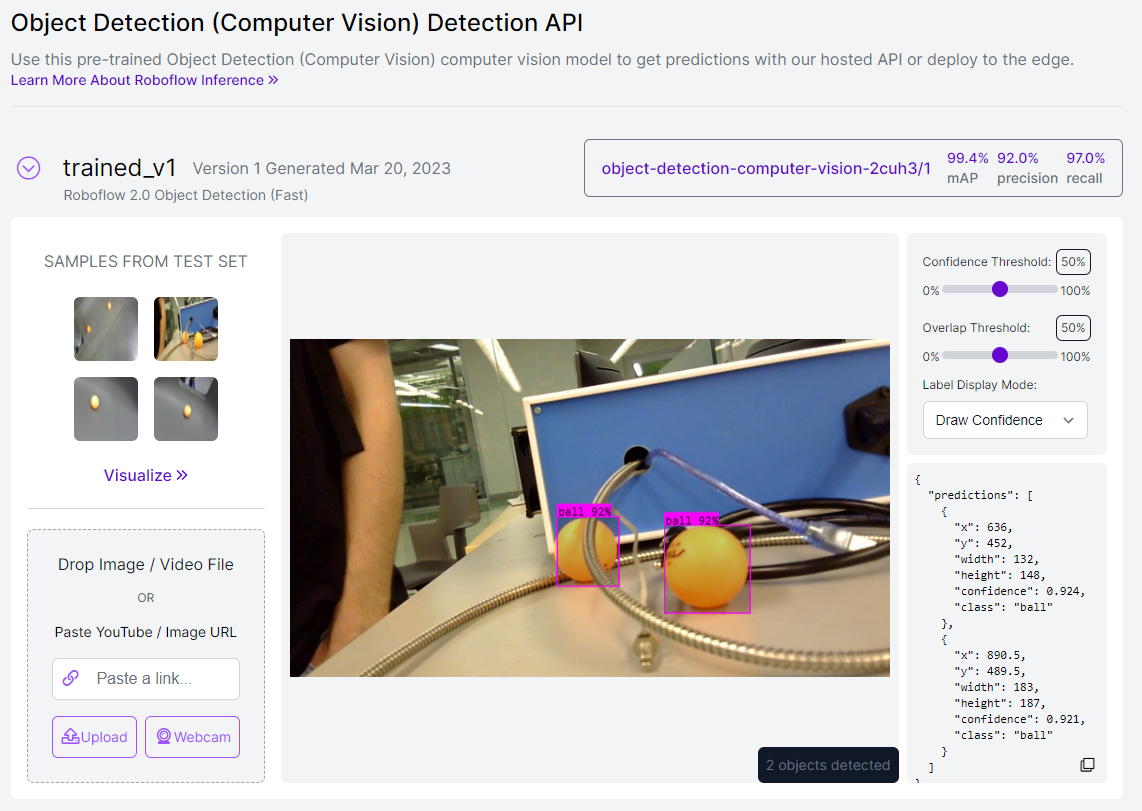 Object Detection (Computer Vision) Detection API
Use this pre-trained Object Detection (Computer Vision) computer vision model to get predictions with our hosted API or deploy to the edge.
Learn More About Roboflow Inference »
trained_v1 Version 1 Generated Mar 20, 2023
Roboflow 2.0 Object Detection (Fast)
object-detection-computer-vision-2cuh3/1
99.4% 92.0% 97.0%
mAP precision recall
SAMPLES FROM TEST SET
Visualize »
Drop Image / Video File
OR
Paste YouTube / Image URL
Paste a link...
Upload Webcam
ball 92%
ball 92%
2 objects detected
Confidence Threshold: 50%
0% 100%
Overlap Threshold: 50%
0% 100%
Label Display Mode:
Draw Confidence
{
"predictions": [
{
"x": 636,
"y": 452,
"width": 132,
"height": 148,
"confidence": 0.924,
"class": "ball"
},
{
"x": 890.5,
"y": 489.5,
"width": 183,
"height": 187,
"confidence": 0.921,
"class": "ball"
}
]
}